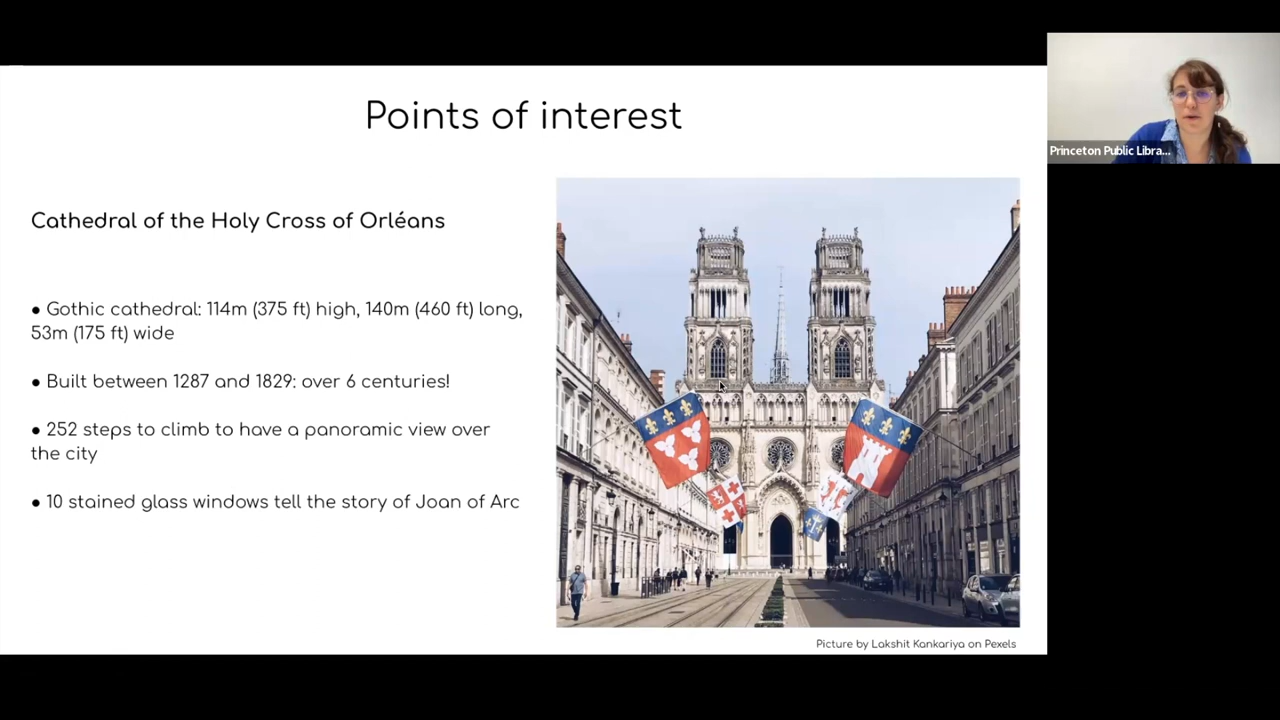 Points of interest
Cathedral of the Holy Cross of Orléans
● Gothic cathedral: 114m (375 ft) high, 140m (460 ft) long,
53m (175 ft) wide
● Built between 1287 and 1829: over 6 centuries!
● 252 steps to climb to have a panoramic view over
the city
● 10 stained glass windows tell the story of Joan of Arc
Picture by Lakshit Kankariya on Pexels
Princeton Public Libra...